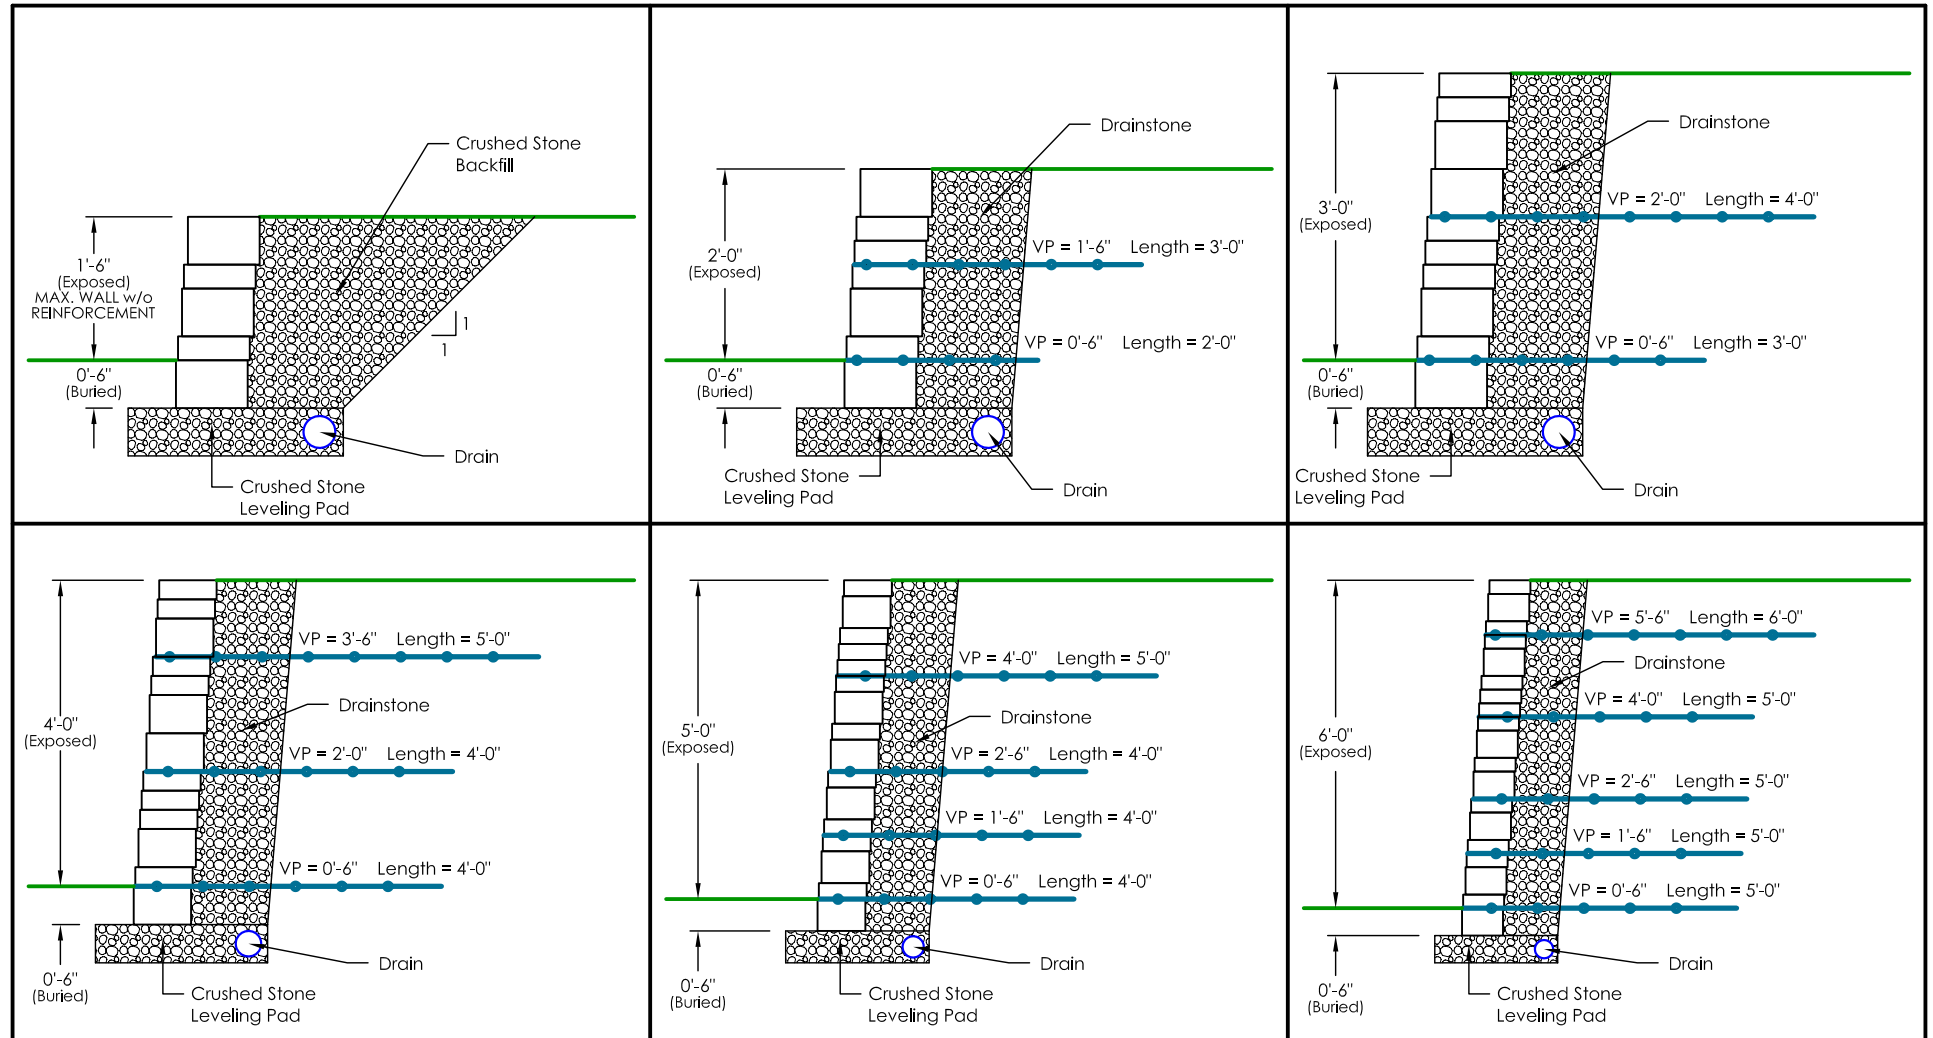 Crushed Stone
Backfill
1'-6"
(Exposed)
MAX. WALL w/o
REINFORCEMENT
1
1
0'-6"
(Buried)
Drain
Crushed Stone
Leveling Pad
Drainstone
2'-0"
(Exposed)
VP = 1'-6" Length = 3'-0"
VP = 0'-6" Length = 2'-0"
0'-6"
(Buried)
Crushed Stone
Leveling Pad
Drain
Drainstone
3'-0"
(Exposed)
VP = 2'-0" Length = 4'-0"
VP = 0'-6" Length = 3'-0"
0'-6"
(Buried)
Crushed Stone
Leveling Pad
Drain
VP = 3'-6" Length = 5'-0"
Drainstone
4'-0"
(Exposed)
VP = 2'-0" Length = 4'-0"
VP = 0'-6" Length = 4'-0"
Drain
0'-6"
(Buried)
Crushed Stone
Leveling Pad
VP = 4'-0" Length = 5'-0"
Drainstone
5'-0"
(Exposed)
VP = 2'-6" Length = 4'-0"
VP = 1'-6" Length = 4'-0"
VP = 0'-6" Length = 4'-0"
Drain
0'-6"
(Buried)
Crushed Stone
Leveling Pad
VP = 5'-6" Length = 6'-0"
Drainstone
VP = 4'-0" Length = 5'-0"
6'-0"
(Exposed)
VP = 2'-6" Length = 5'-0"
VP = 1'-6" Length = 5'-0"
VP = 0'-6" Length = 5'-0"
Drain
0'-6"
(Buried)
Crushed Stone
Leveling Pad